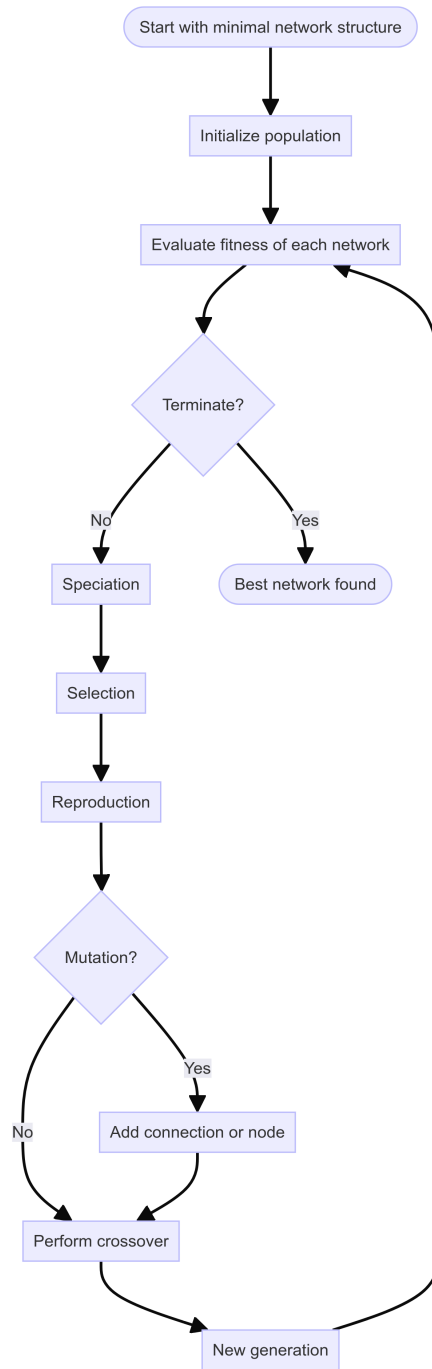 Start with minimal network structure
Initialize population
Evaluate fitness of each network
Terminate?
No
Yes
Speciation
Best network found
Selection
Reproduction
Mutation?
Yes
No
Add connection or node
Perform crossover
New generation